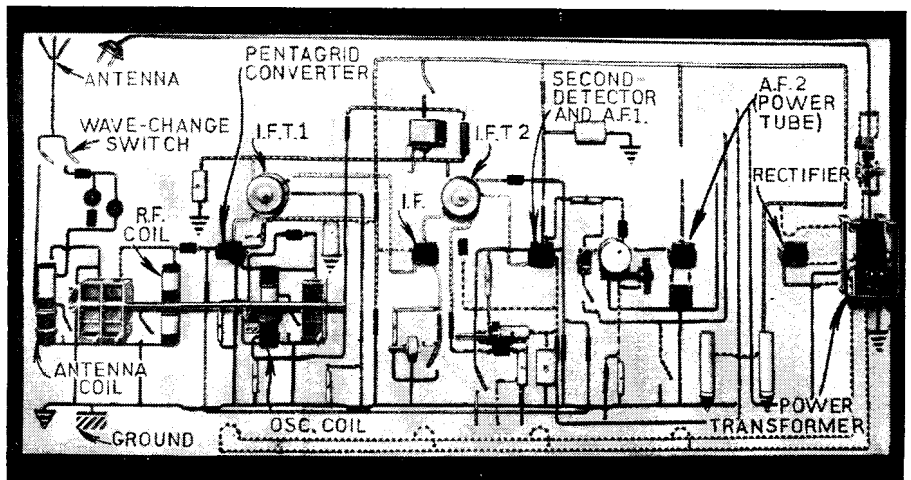 ANTENNA
PENTAGRID
CONVERTER
WAVE-CHANGE
SWITCH
I.F.T.1
I.F.T 2
SECOND
DETECTOR
AND A.F.1.
A.F.2
(POWER
TUBE)
RECTIFIER
R.F.
COIL
I.F.
ANTENNA
COIL
GROUND
OSC. COIL
POWER
TRANSFORMER